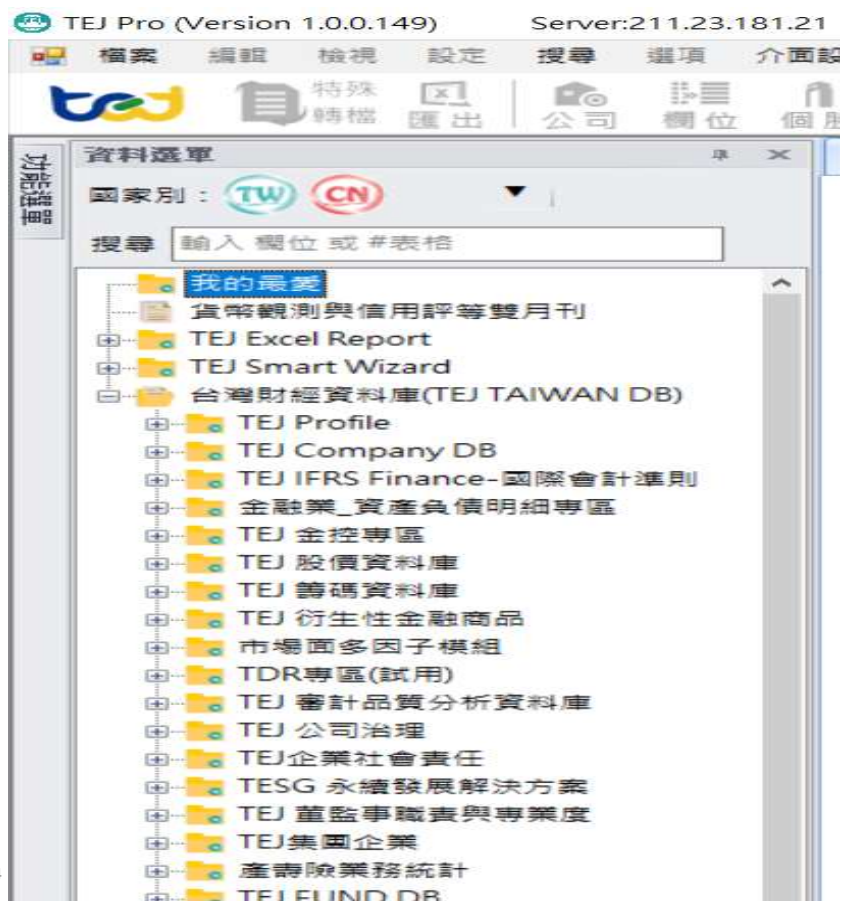 TEJ Pro (Version 1.0.0.149) Server:211.23.181.21
檔案 編輯 檢視 設定 搜尋 選項 介面設
tej 特殊轉檔 匯出 公司 欄位 個股
功能選單
資料選單
國家別：TW CN
搜尋 輸入 欄位 或 #表格
我的最愛
貨幣觀測與信用評等雙月刊
TEJ Excel Report
TEJ Smart Wizard
台灣財經資料庫(TEJ TAIWAN DB)
TEJ Profile
TEJ Company DB
TEJ IFRS Finance-國際會計準則
金融業_資產負債明細專區
TEJ 金控專區
TEJ 股價資料庫
TEJ 籌碼資料庫
TEJ 衍生性金融商品
市場面多因子模組
TDR專區(試用)
TEJ 審計品質分析資料庫
TEJ 公司治理
TEJ企業社會責任
TESG 永續發展解決方案
TEJ 董監事職責與專業度
TEJ集團企業
產壽險業務統計
TEJ FUND DB